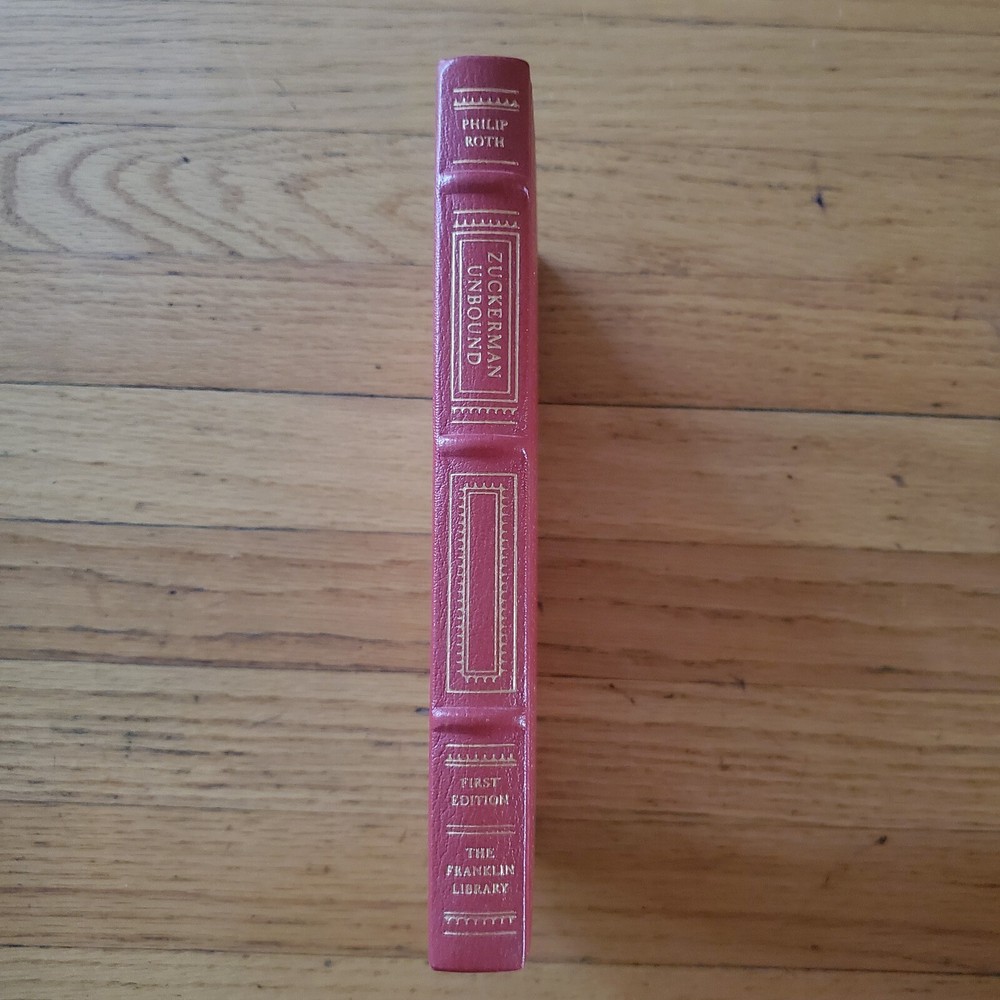 PHILIP
ROTH
ZUCKERMAN
UNBOUND
FIRST
EDITION
THE
FRANKLIN
LIBRARY